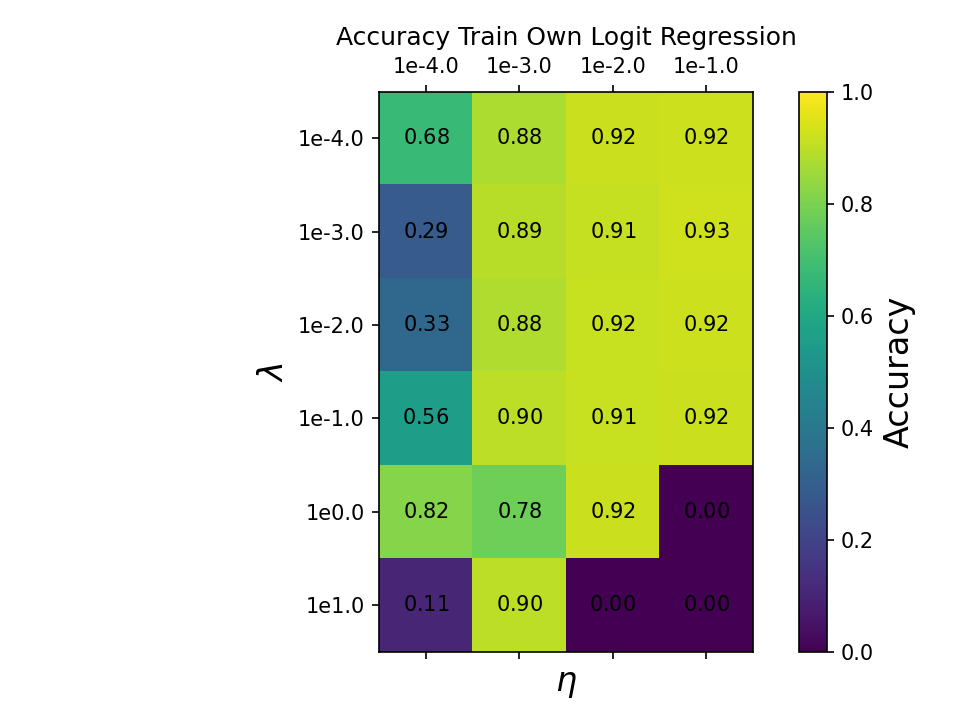 Accuracy Train Own Logit Regression
1e-4.0 1e-3.0 1e-2.0 1e-1.0
1e-4.0 0.68 0.88 0.92 0.92
1e-3.0 0.29 0.89 0.91 0.93
1e-2.0 0.33 0.88 0.92 0.92
1e-1.0 0.56 0.90 0.91 0.92
1e0.0 0.82 0.78 0.92 0.00
1e1.0 0.11 0.90 0.00 0.00
λ
η
1.0
0.8
0.6
0.4
0.2
0.0
Accuracy